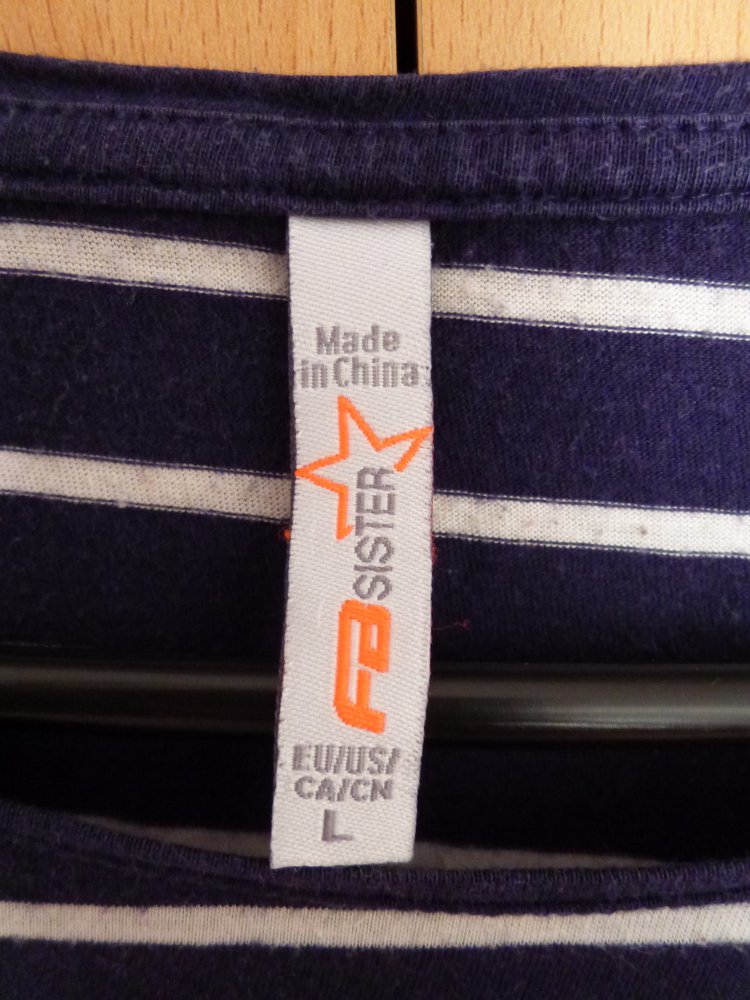 Made
in China
FB SISTER
EU/US/
CA/CN
L